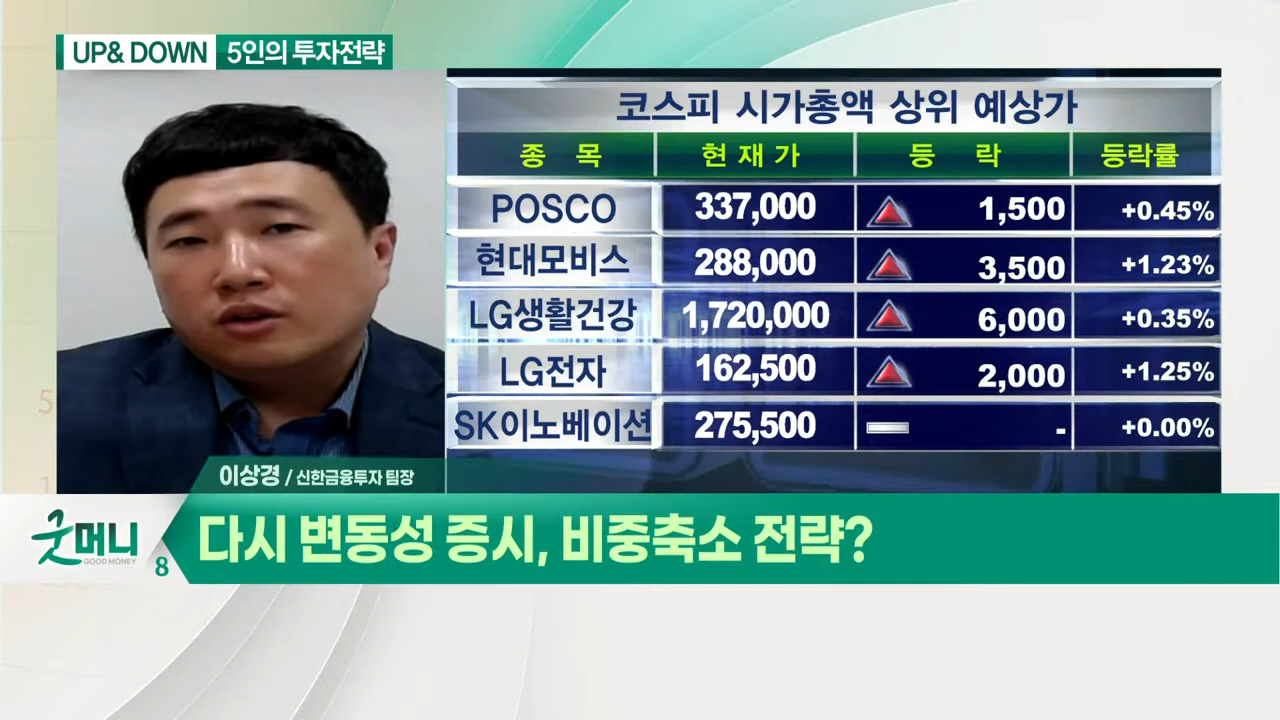 UP& DOWN 5인의 투자전략
코스피 시가총액 상위 예상가
종 목 현 재 가 등 락 등락률
POSCO 337,000 1,500 +0.45%
현대모비스 288,000 3,500 +1.23%
LG생활건강 1,720,000 6,000 +0.35%
LG전자 162,500 2,000 +1.25%
SK이노베이션 275,500 - +0.00%
5
1
이상경 / 신한금융투자 팀장
굿머니 GOOD MONEY 8
다시 변동성 증시, 비중축소 전략?